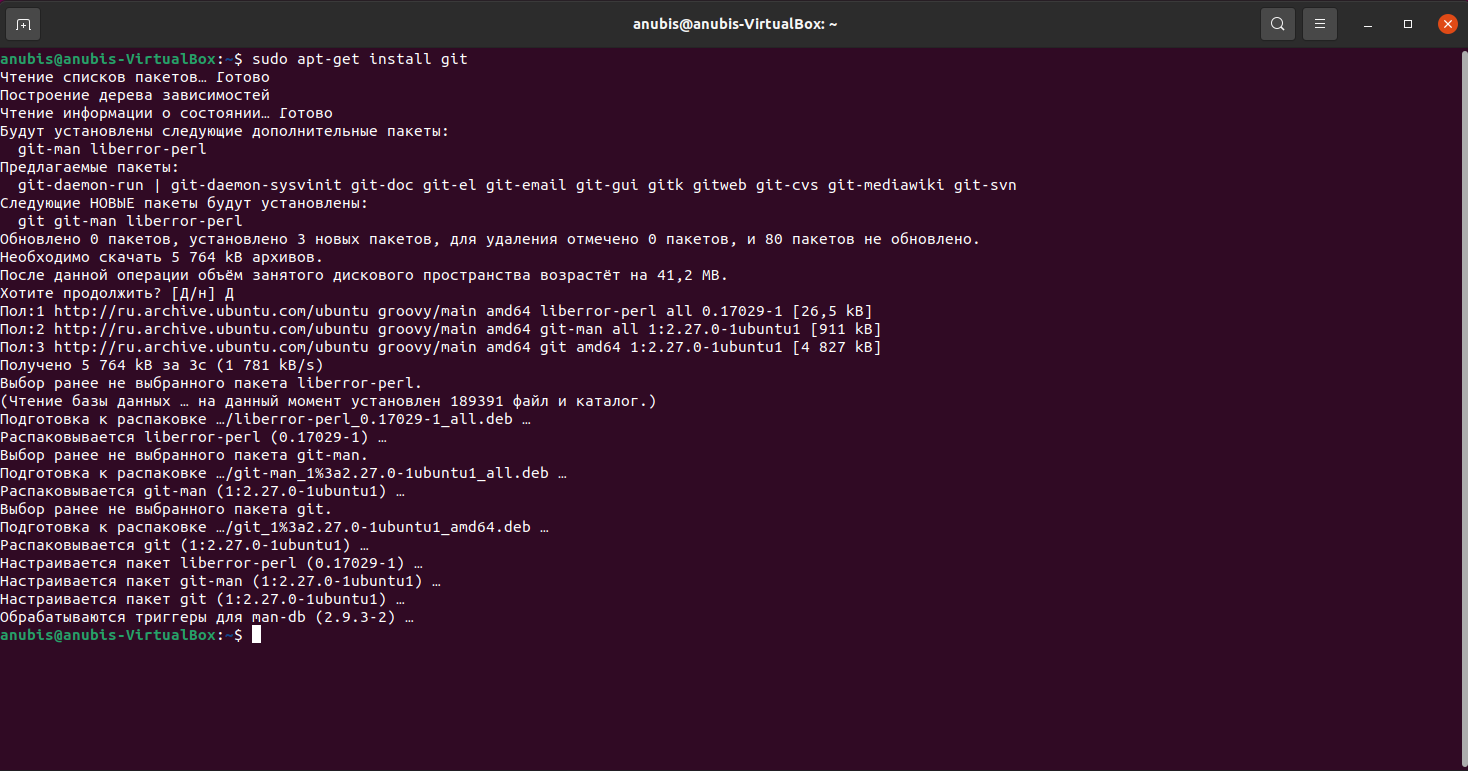 anubis@anubis-VirtualBox: ~
anubis@anubis-VirtualBox:~$ sudo apt-get install git
Чтение списков пакетов… Готово
Построение дерева зависимостей
Чтение информации о состоянии… Готово
Будут установлены следующие дополнительные пакеты:
  git-man liberror-perl
Предлагаемые пакеты:
  git-daemon-run | git-daemon-sysvinit git-doc git-el git-email git-gui gitk gitweb git-cvs git-mediawiki git-svn
Следующие НОВЫЕ пакеты будут установлены:
  git git-man liberror-perl
Обновлено 0 пакетов, установлено 3 новых пакетов, для удаления отмечено 0 пакетов, и 80 пакетов не обновлено.
Необходимо скачать 5 764 kB архивов.
После данной операции объём занятого дискового пространства возрастёт на 41,2 MB.
Хотите продолжить? [Д/н] Д
Пол:1 http://ru.archive.ubuntu.com/ubuntu groovy/main amd64 liberror-perl all 0.17029-1 [26,5 kB]
Пол:2 http://ru.archive.ubuntu.com/ubuntu groovy/main amd64 git-man all 1:2.27.0-1ubuntu1 [911 kB]
Пол:3 http://ru.archive.ubuntu.com/ubuntu groovy/main amd64 git amd64 1:2.27.0-1ubuntu1 [4 827 kB]
Получено 5 764 kB за 3с (1 781 kB/s)
Выбор ранее не выбранного пакета liberror-perl.
(Чтение базы данных … на данный момент установлен 189391 файл и каталог.)
Подготовка к распаковке …/liberror-perl_0.17029-1_all.deb …
Распаковывается liberror-perl (0.17029-1) …
Выбор ранее не выбранного пакета git-man.
Подготовка к распаковке …/git-man_1%3a2.27.0-1ubuntu1_all.deb …
Распаковывается git-man (1:2.27.0-1ubuntu1) …
Выбор ранее не выбранного пакета git.
Подготовка к распаковке …/git_1%3a2.27.0-1ubuntu1_amd64.deb …
Распаковывается git (1:2.27.0-1ubuntu1) …
Настраивается пакет liberror-perl (0.17029-1) …
Настраивается пакет git-man (1:2.27.0-1ubuntu1) …
Настраивается пакет git (1:2.27.0-1ubuntu1) …
Обрабатываются триггеры для man-db (2.9.3-2) …
anubis@anubis-VirtualBox:~$